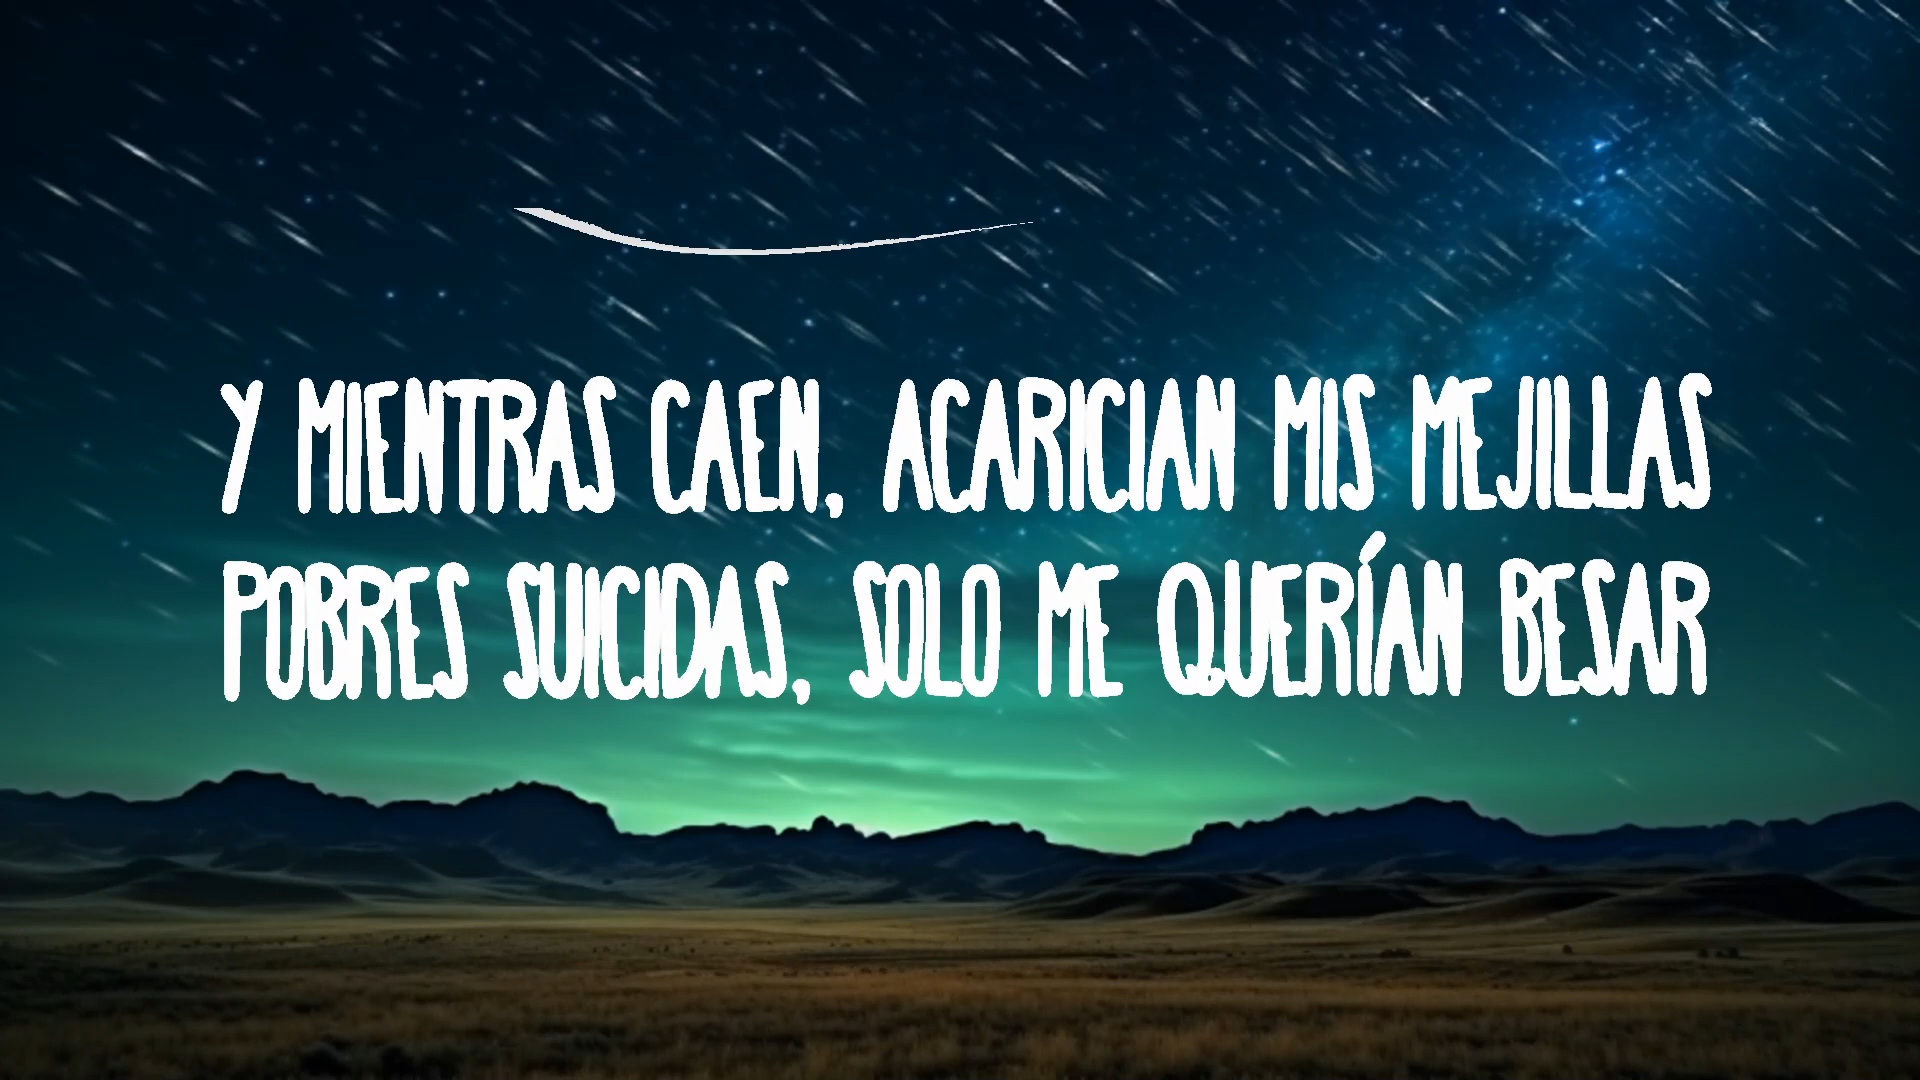 Y MIENTRAS CAEN, ACARICIAN MIS MEJILLAS
POBRES SUICIDAS, SOLO ME QUERÍAN BESAR